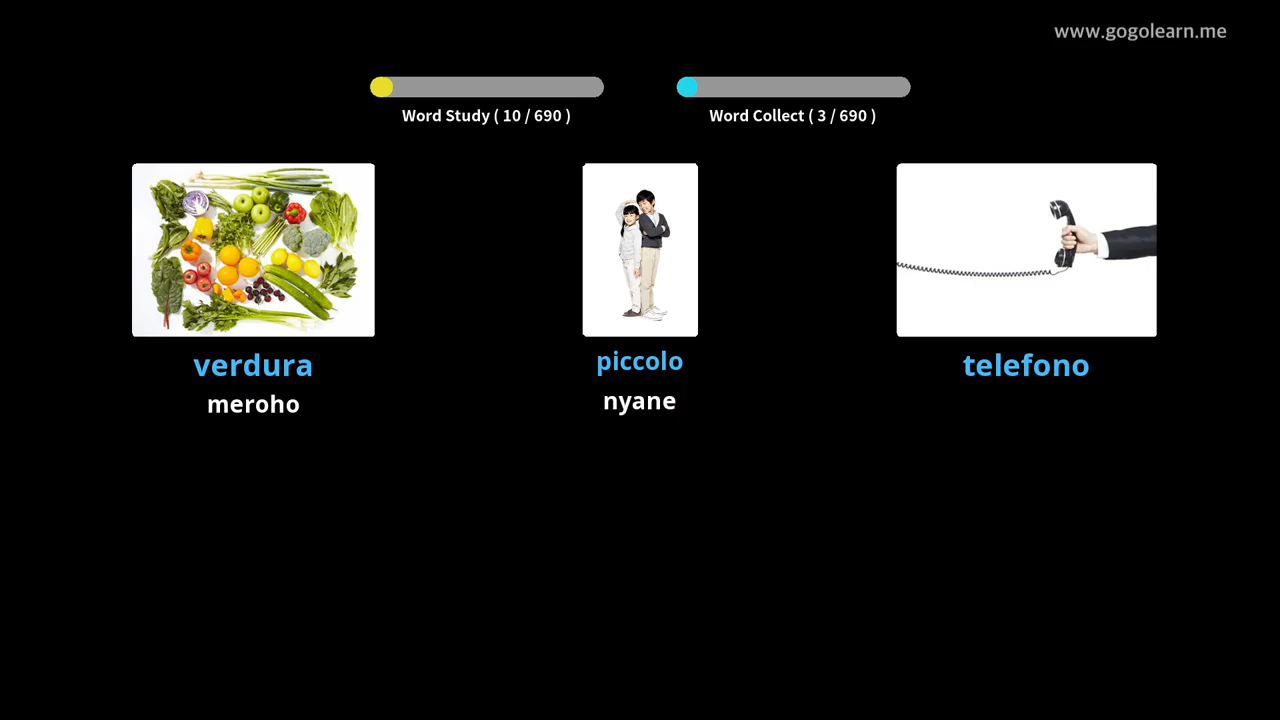 www.gogolearn.me
Word Study ( 10 / 690 )
Word Collect ( 3 / 690 )
verdura
meroho
piccolo
nyane
telefono